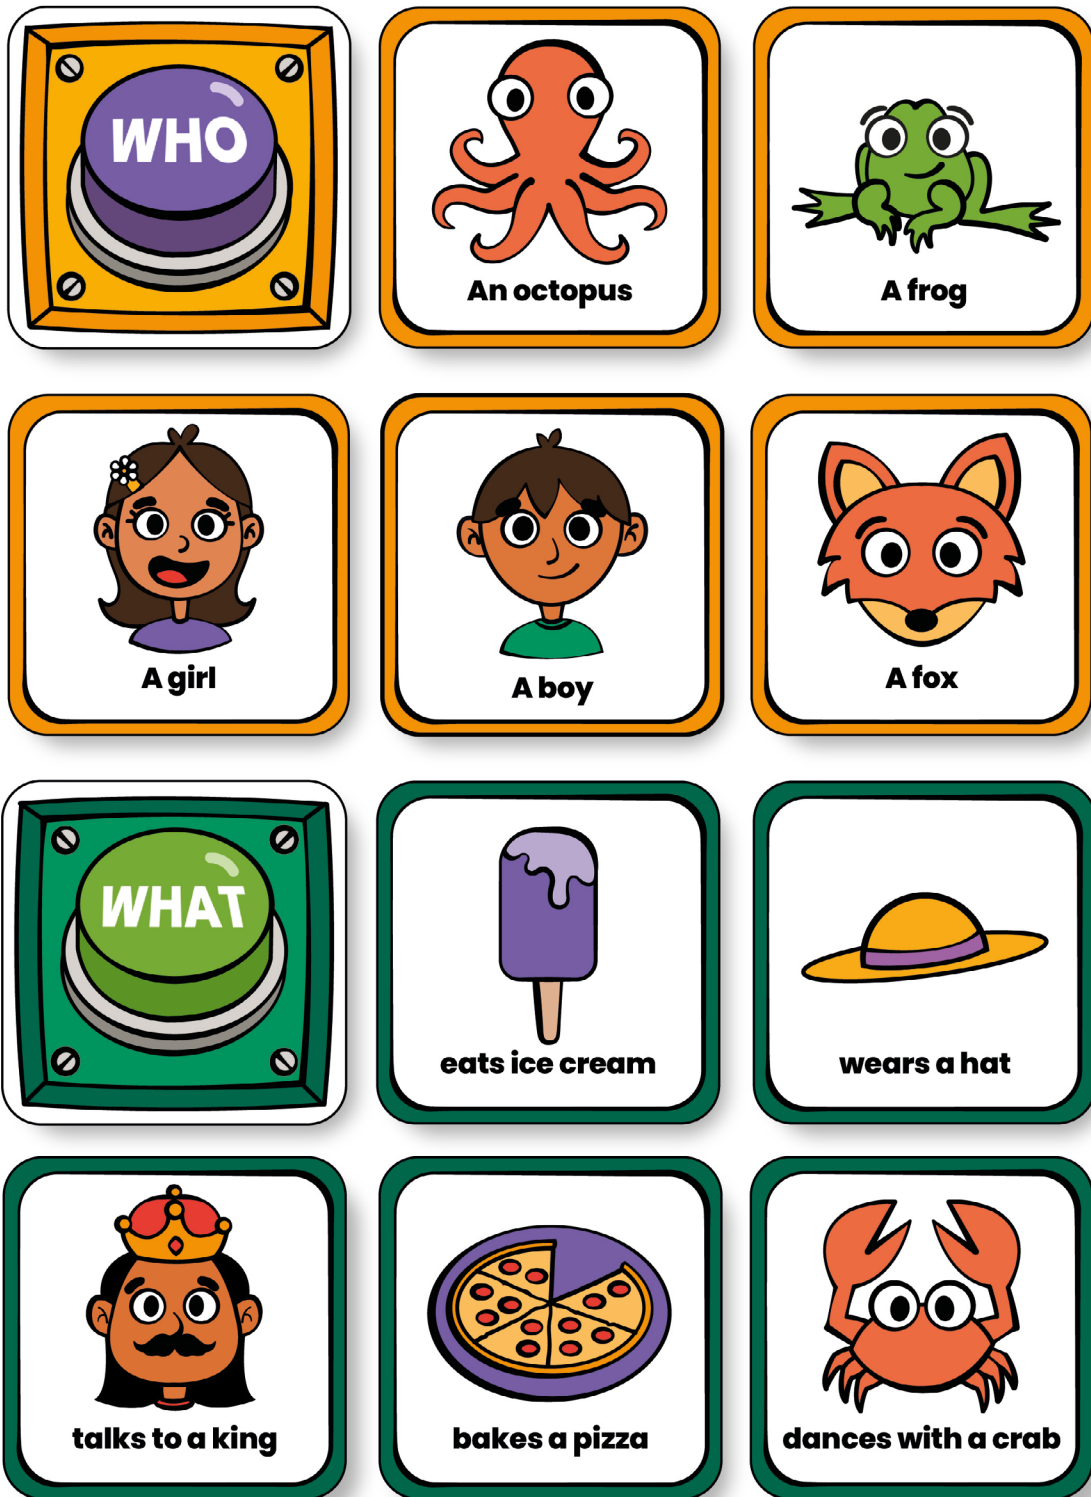 WHO
An octopus
A frog
A girl
A boy
A fox
WHAT
eats ice cream
wears a hat
talks to a king
bakes a pizza
dances with a crab